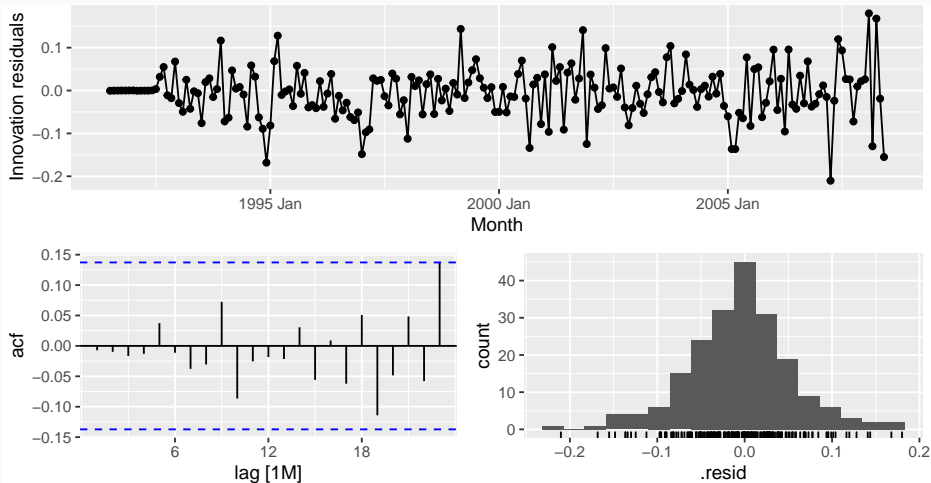 Innovation residuals
0.1
0.0
−0.1
−0.2
1995 Jan
2000 Jan
2005 Jan
Month
acf
0.15
0.10
0.05
0.00
−0.05
−0.10
−0.15
6
12
18
lag [1M]
count
40
30
20
10
0
−0.2
−0.1
0.0
0.1
0.2
.resid